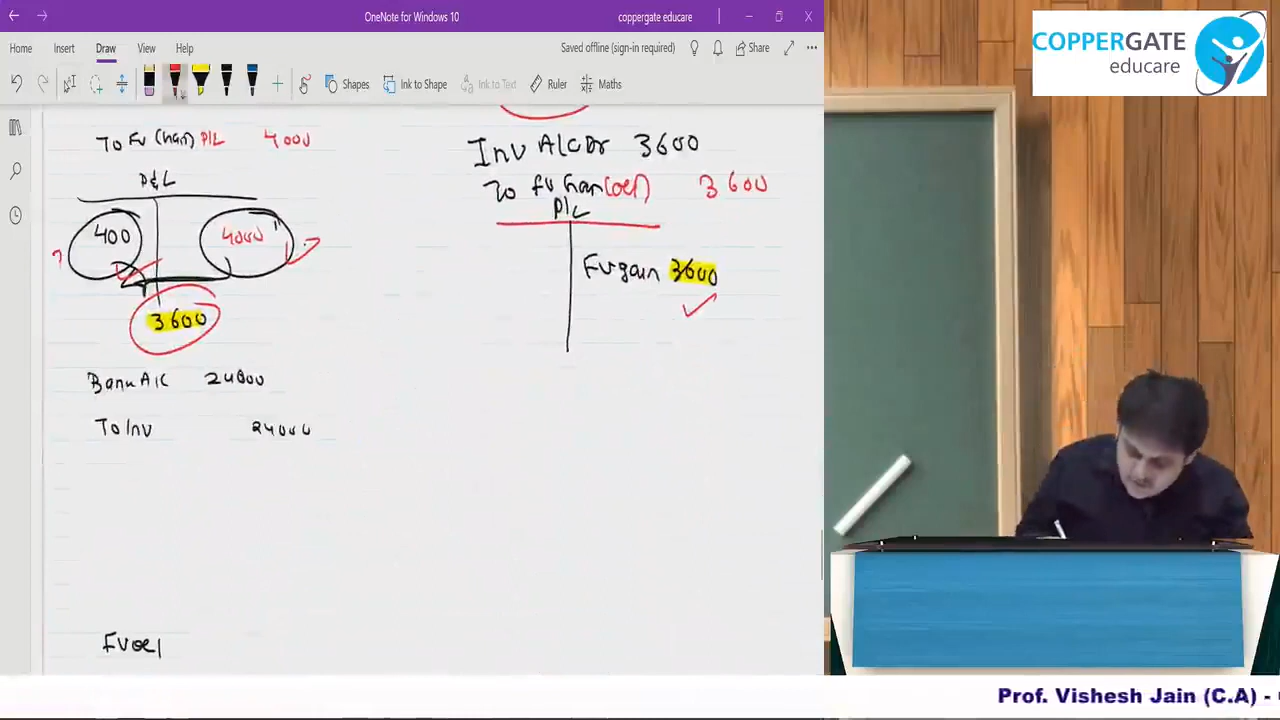 OneNote for Windows 10
coppergate educare
Home
Insert
Draw
View
Help
Saved offline (sign-in required)
Share
Ink to Shape
Shapes
Ink to Text
Ruler
Maths
COPPERGATE
educare
To FV (Gain) P/L 4000
P&L
400
4000
3600
Bank A/C 24000
To Inv 24000
FVOCI
Inv A/C Dr 3600
To FV Gain (OCI) 3600
P/L
FV gain 3600
Prof. Vishesh Jain (C.A) -